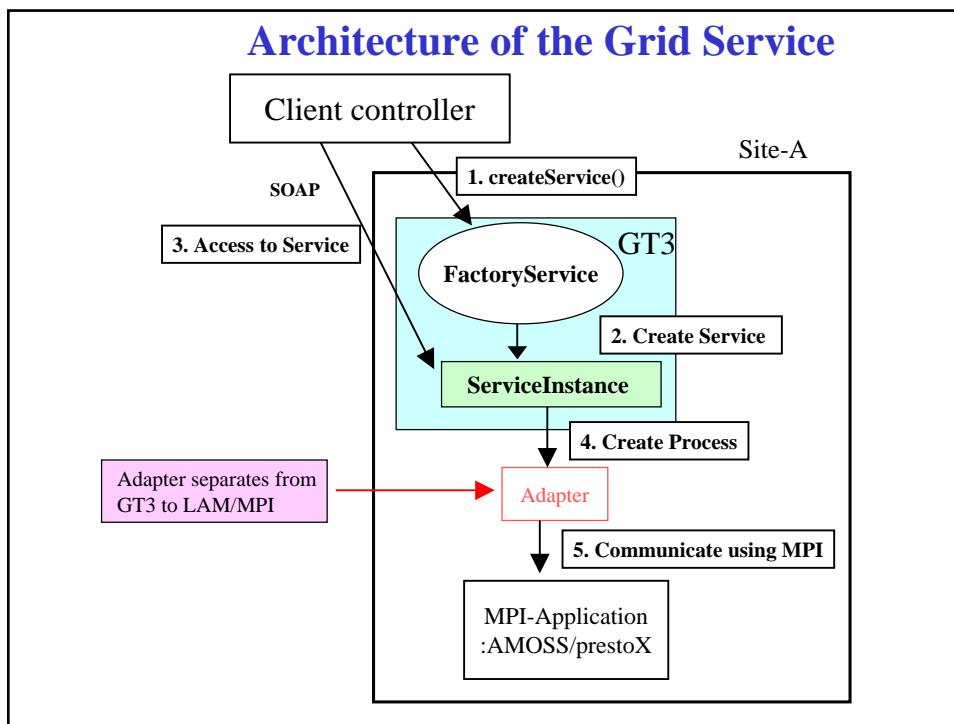 Architecture of the Grid Service
Client controller
Site-A
1. createService()
SOAP
3. Access to Service
GT3
FactoryService
2. Create Service
ServiceInstance
4. Create Process
Adapter separates from
GT3 to LAM/MPI
Adapter
5. Communicate using MPI
MPI-Application
:AMOSS/prestoX